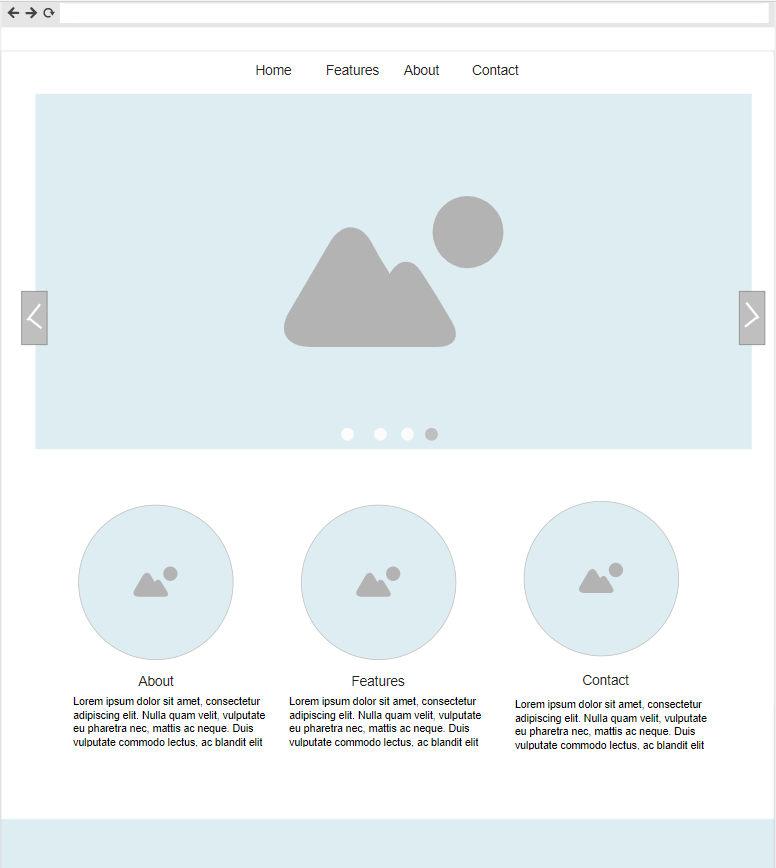 Home Features About Contact
About
Lorem ipsum dolor sit amet, consectetur
adipiscing elit. Nulla quam velit, vulputate
eu pharetra nec, mattis ac neque. Duis
vulputate commodo lectus, ac blandit elit
Features
Lorem ipsum dolor sit amet, consectetur
adipiscing elit. Nulla quam velit, vulputate
eu pharetra nec, mattis ac neque. Duis
vulputate commodo lectus, ac blandit elit
Contact
Lorem ipsum dolor sit amet, consectetur
adipiscing elit. Nulla quam velit, vulputate
eu pharetra nec, mattis ac neque. Duis
vulputate commodo lectus, ac blandit elit